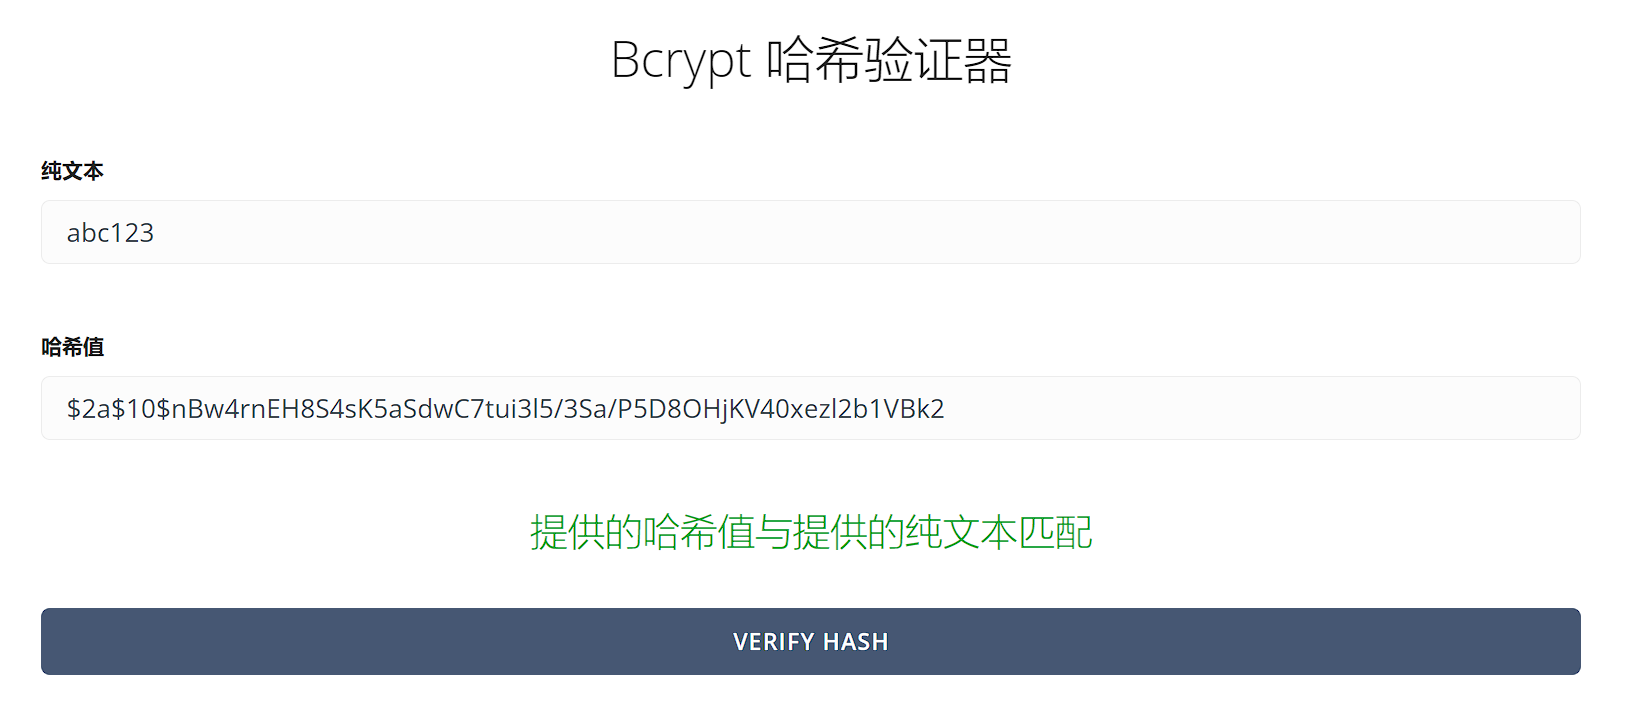 Bcrypt 哈希验证器
纯文本
abc123
哈希值
$2a$10$nBw4rnEH8S4sK5aSdwC7tui3l5/3Sa/P5D8OHjKV40xezl2b1VBk2
提供的哈希值与提供的纯文本匹配
VERIFY HASH